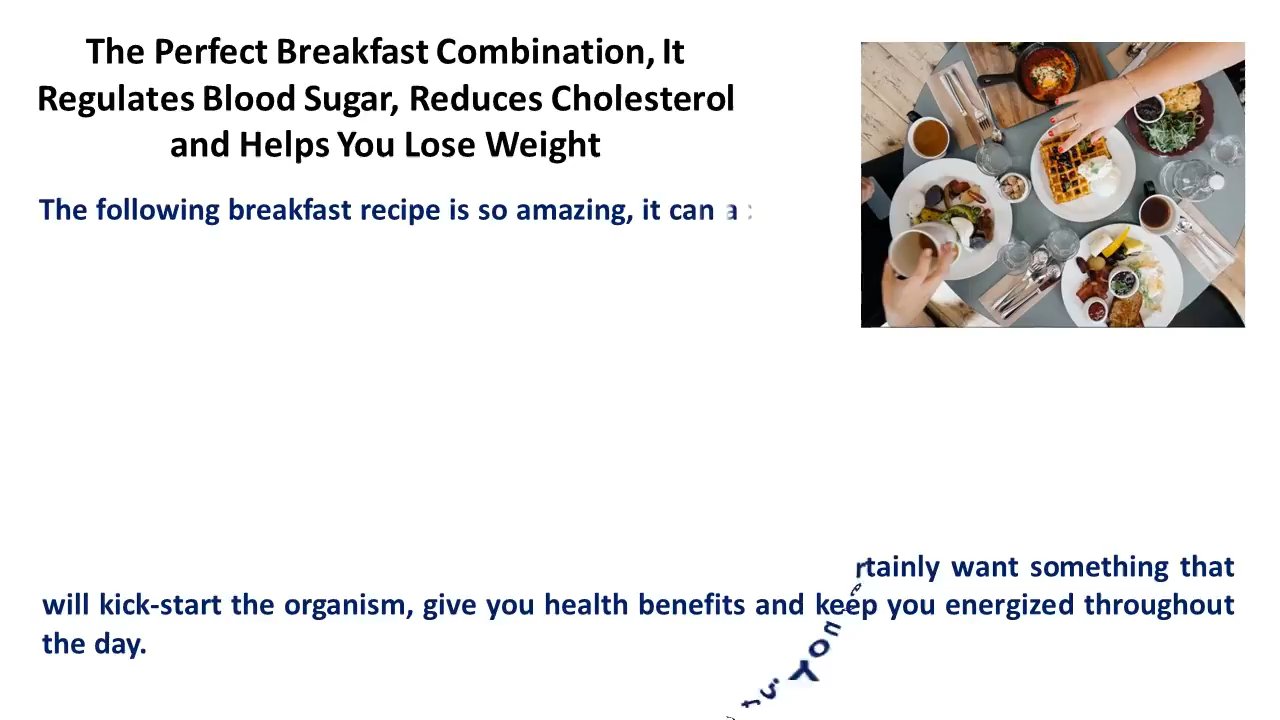 The Perfect Breakfast Combination, It
Regulates Blood Sugar, Reduces Cholesterol
and Helps You Lose Weight
The following breakfast recipe is so amazing, it can
want something that
will kick-start the organism, give you health benefits and keep you energized throughout
the day.